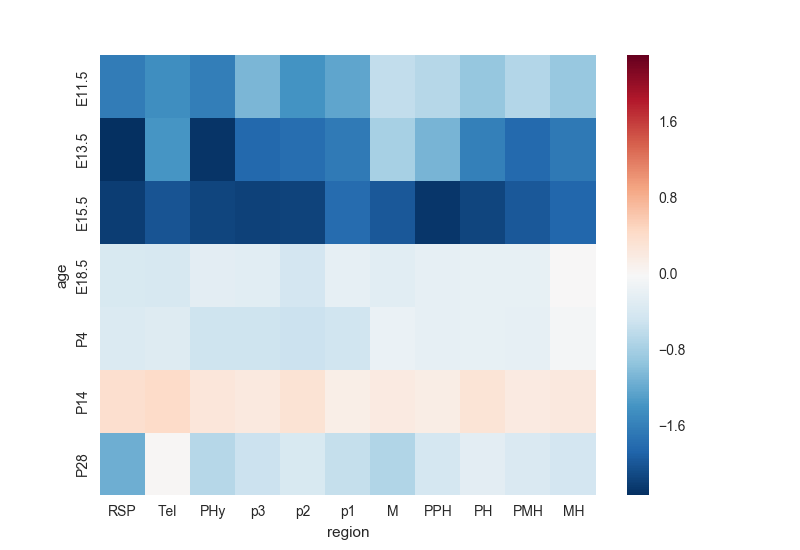 age
E11.5
E13.5
E15.5
E18.5
P4
P14
P28
RSP Tel PHy p3 p2 p1 M PPH PH PMH MH
region
1.6
0.8
0.0
−0.8
−1.6